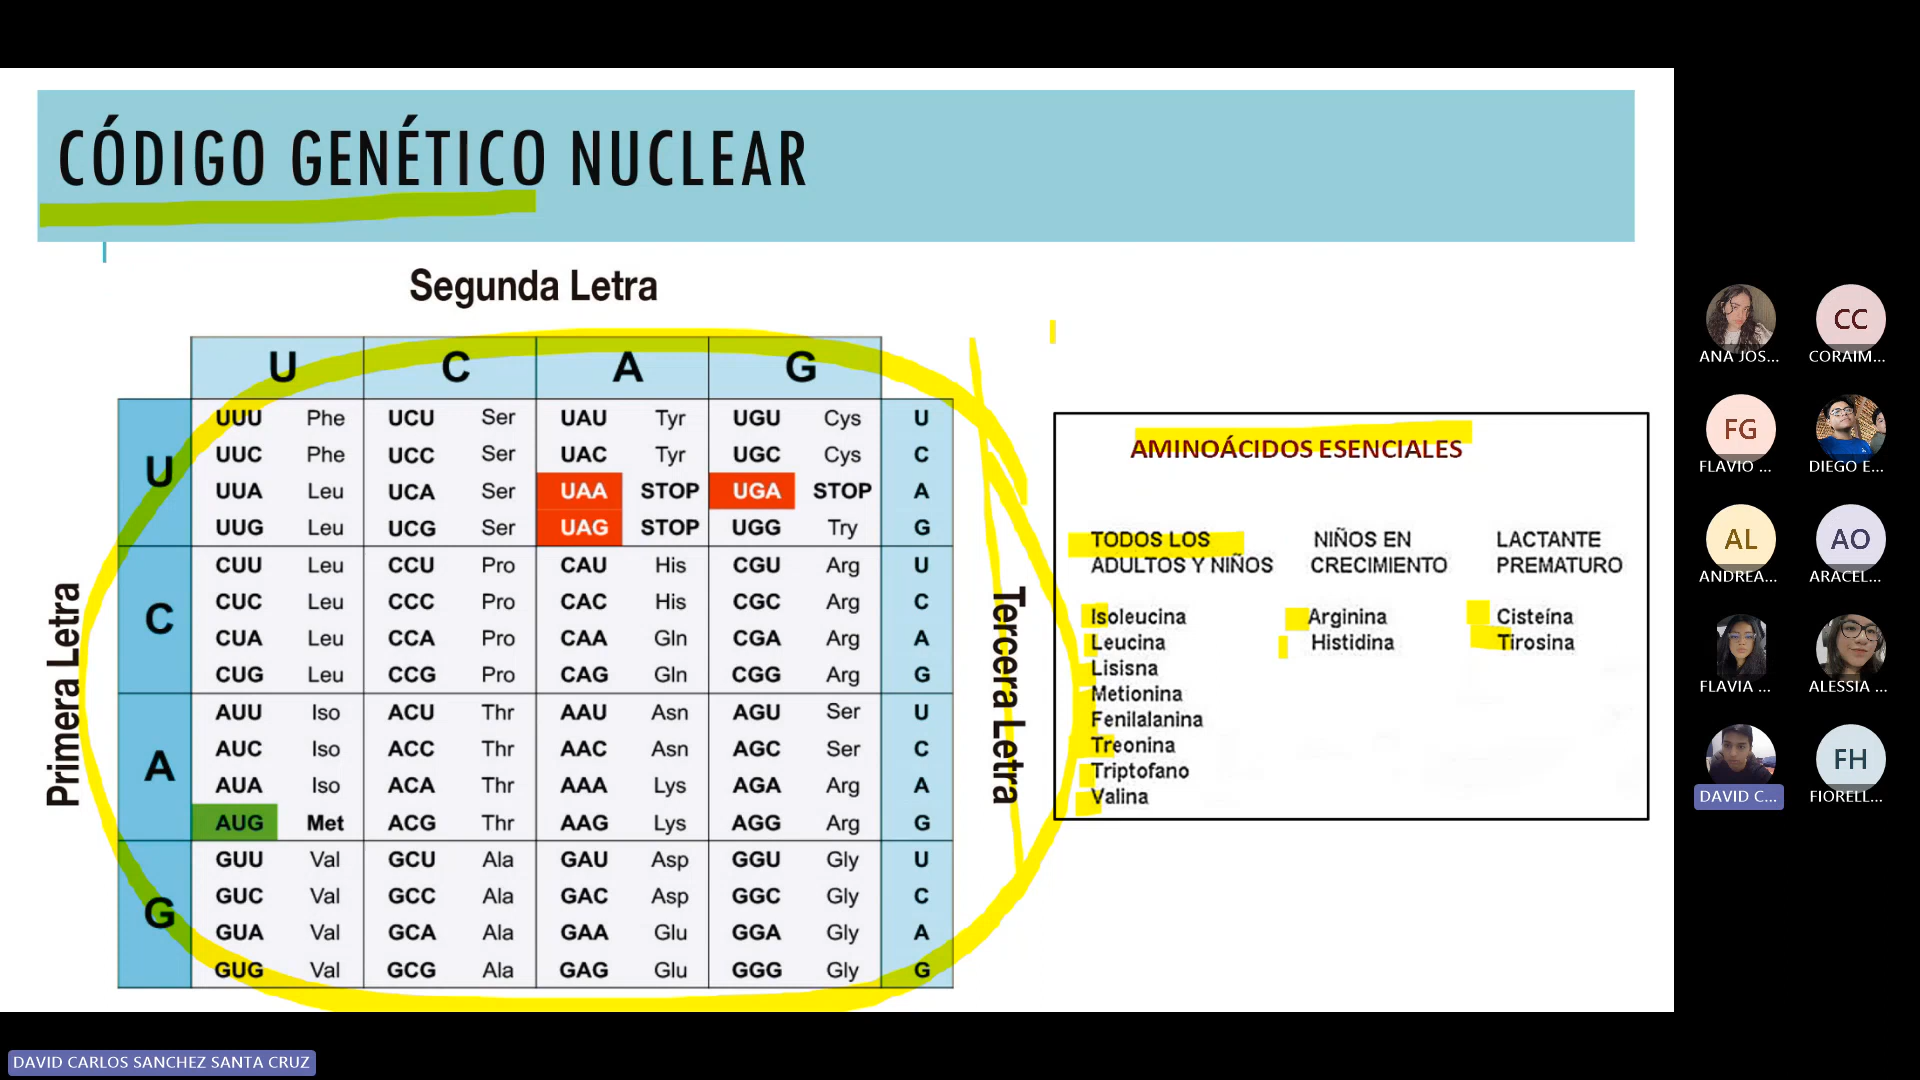 CÓDIGO GENÉTICO NUCLEAR
Segunda Letra
U C A G
Primera Letra
U
UUU Phe UCU Ser UAU Tyr UGU Cys U
UUC Phe UCC Ser UAC Tyr UGC Cys C
UUA Leu UCA Ser UAA STOP UGA STOP A
UUG Leu UCG Ser UAG STOP UGG Try G
C
CUU Leu CCU Pro CAU His CGU Arg U
CUC Leu CCC Pro CAC His CGC Arg C
CUA Leu CCA Pro CAA Gln CGA Arg A
CUG Leu CCG Pro CAG Gln CGG Arg G
A
AUU Iso ACU Thr AAU Asn AGU Ser U
AUC Iso ACC Thr AAC Asn AGC Ser C
AUA Iso ACA Thr AAA Lys AGA Arg A
AUG Met ACG Thr AAG Lys AGG Arg G
G
GUU Val GCU Ala GAU Asp GGU Gly U
GUC Val GCC Ala GAC Asp GGC Gly C
GUA Val GCA Ala GAA Glu GGA Gly A
GUG Val GCG Ala GAG Glu GGG Gly G
Tercera Letra
AMINOÁCIDOS ESENCIALES
TODOS LOS
ADULTOS Y NIÑOS
Isoleucina
Leucina
Lisisna
Metionina
Fenilalanina
Treonina
Triptofano
Valina
NIÑOS EN
CRECIMIENTO
Arginina
Histidina
LACTANTE
PREMATURO
Cisteína
Tirosina
ANA JOS...
CC
CORAIM...
FG
FLAVIO ...
DIEGO E...
AL
ANDREA...
AO
ARACEL...
FLAVIA ...
ALESSIA ...
DAVID C...
FH
FIORELL...
DAVID CARLOS SANCHEZ SANTA CRUZ